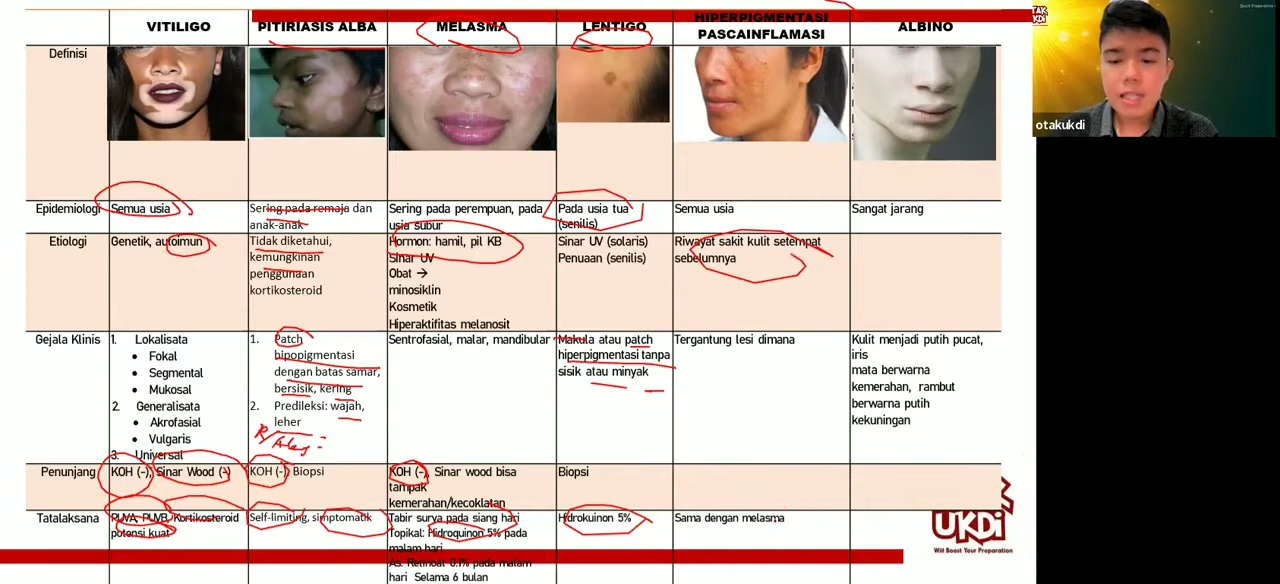 VITILIGO
PITIRIASIS ALBA
MELASMA
LENTIGO
HIPERPIGMENTASI
PASCAINFLAMASI
ALBINO
Definisi
Epidemiologi
Semua usia
Sering pada remaja dan
anak-anak
Sering pada perempuan, pada
usia subur
Pada usia tua
(senilis)
Semua usia
Sangat jarang
Etiologi
Genetik, autoimun
Tidak diketahui,
kemungkinan
penggunaan
kortikosteroid
Hormon: hamil, pil KB
Sinar UV
Obat →
minosiklin
Kosmetik
Hiperaktifitas melanosit
Sinar UV (solaris)
Penuaan (senilis)
Riwayat sakit kulit setempat
sebelumnya
Gejala Klinis
1. Lokalisata
• Fokal
• Segmental
• Mukosal
2. Generalisata
• Akrofasial
• Vulgaris
3. Universal
1. Patch
hipopigmentasi
dengan batas samar,
bersisik, kering
2. Predileksi: wajah,
leher
Sentrofasial, malar, mandibular
Makula atau patch
hiperpigmentasi tanpa
sisik atau minyak
Tergantung lesi dimana
Kulit menjadi putih pucat,
iris
mata berwarna
kemerahan, rambut
berwarna putih
kekuningan
Penunjang
KOH (-), Sinar Wood (+)
KOH (-), Biopsi
KOH (-), Sinar wood bisa
tampak
kemerahan/kecoklatan
Biopsi
Tatalaksana
PUVA, PUVB, Kortikosteroid
potensi kuat
Self-limiting, simptomatik
Tabir surya pada siang hari
Topikal: Hidroquinon 5% pada
malam hari
As. Retinoat 0.1% pada malam
hari Selama 6 bulan
Hidrokuinon 5%
Sama dengan melasma
UKDi
Will Boost Your Preparation
otakukdi